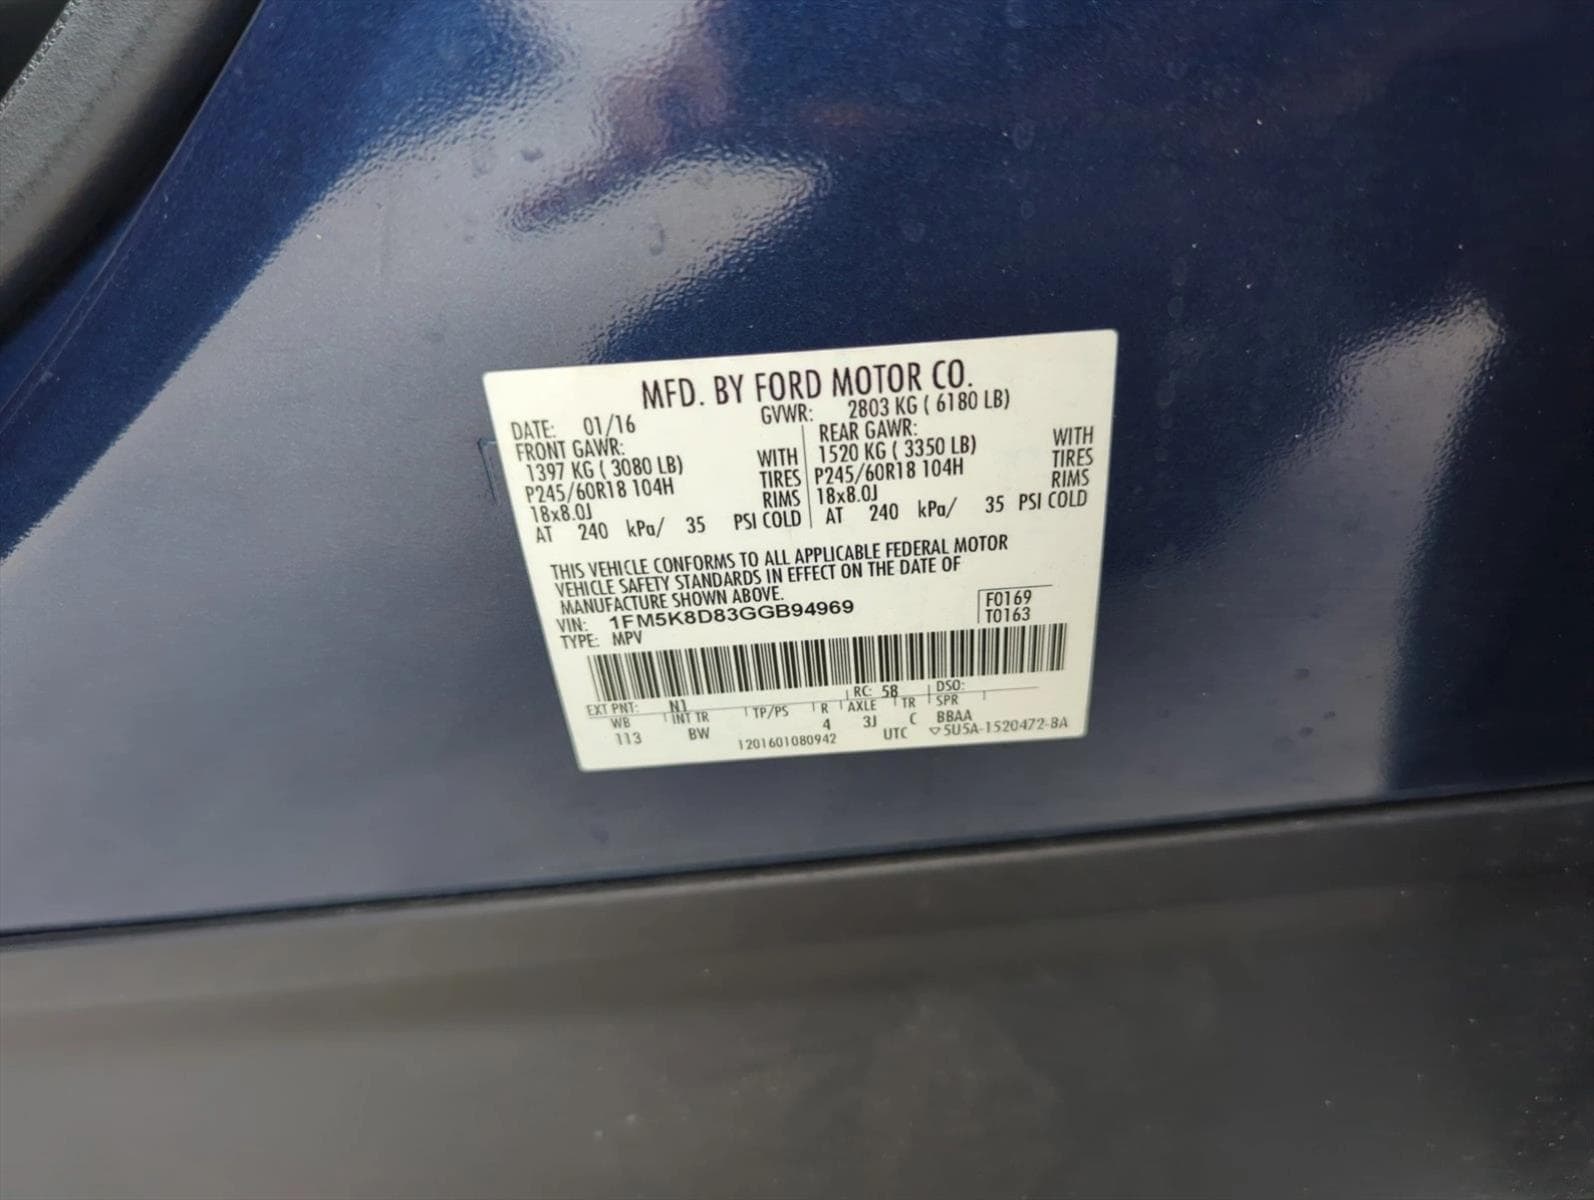 MFD. BY FORD MOTOR CO.
DATE: 01/16 GVWR: 2803 KG ( 6180 LB)
FRONT GAWR: REAR GAWR:
1397 KG ( 3080 LB) WITH 1520 KG ( 3350 LB) WITH
P245/60R18 104H TIRES P245/60R18 104H TIRES
18x8.0J RIMS 18x8.0J RIMS
AT 240 kPa/ 35 PSI COLD AT 240 kPa/ 35 PSI COLD
THIS VEHICLE CONFORMS TO ALL APPLICABLE FEDERAL MOTOR
VEHICLE SAFETY STANDARDS IN EFFECT ON THE DATE OF
MANUFACTURE SHOWN ABOVE.
VIN: 1FM5K8D83GGB94969 F0169
TYPE: MPV T0163
EXT PNT: N1 RC: 58 DSO:
WB INT TR TP/PS R AXLE TR SPR
113 BW 4 3J C BBAA
1201601080942 UTC ▽5U5A-1520472-BA